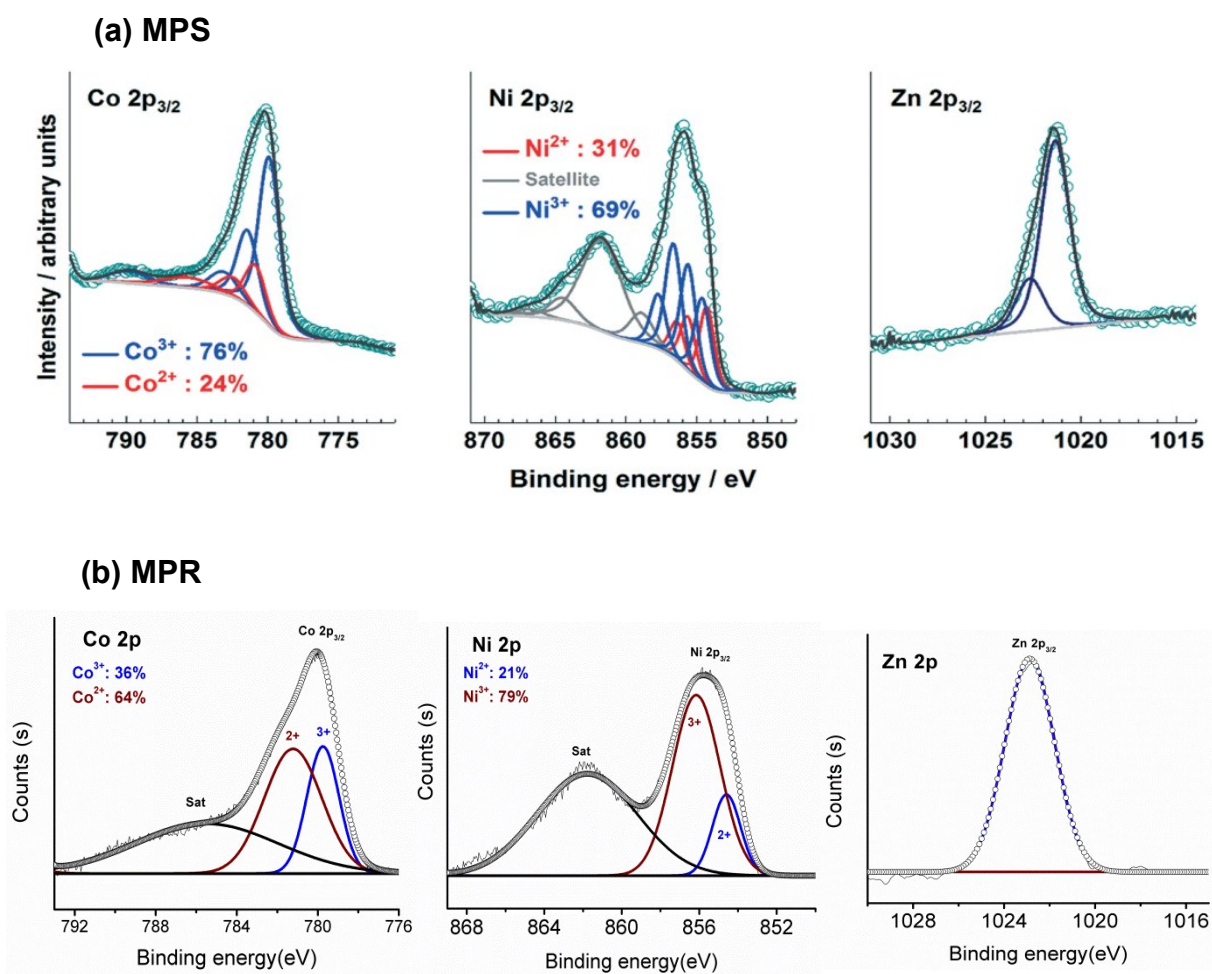 (a) MPS
Co 2p3/2
Ni 2p3/2
Zn 2p3/2
Ni2+ : 31%
Satellite
Ni3+ : 69%
Co3+ : 76%
Co2+ : 24%
Intensity / arbitrary units
790 785 780 775
870 865 860 855 850
1030 1025 1020 1014
Binding energy / eV
(b) MPR
Co 2p
Co3+: 36%
Co2+: 64%
Co 2p3/2
2+
3+
Sat
Counts (s)
792 788 784 780 776
Binding energy(eV)
Ni 2p
Ni2+: 21%
Ni3+: 79%
Ni 2p3/2
3+
Sat
2+
Counts (s)
868 864 860 856 852
Binding energy(eV)
Zn 2p
Zn 2p3/2
Counts (s)
1028 1024 1020 1016
Binding energy(eV)